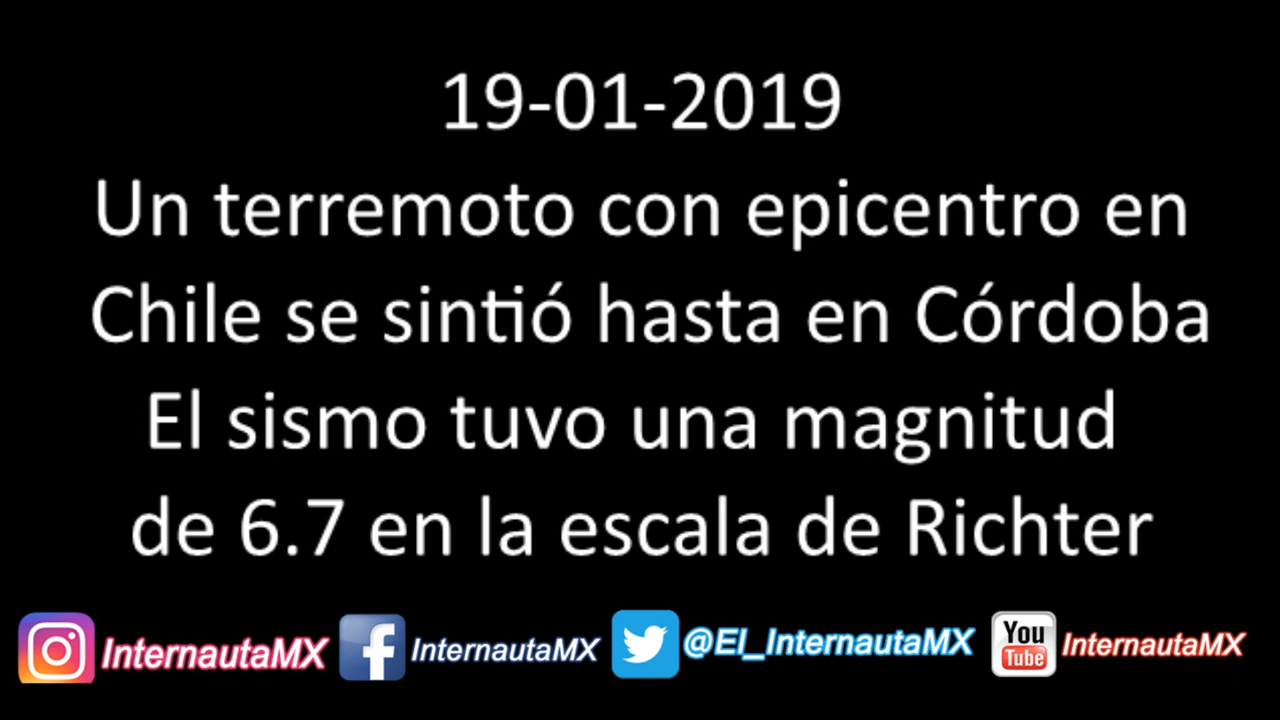 19-01-2019
Un terremoto con epicentro en
Chile se sintió hasta en Córdoba
El sismo tuvo una magnitud
de 6.7 en la escala de Richter
InternautaMX InternautaMX @El_InternautaMX You Tube InternautaMX